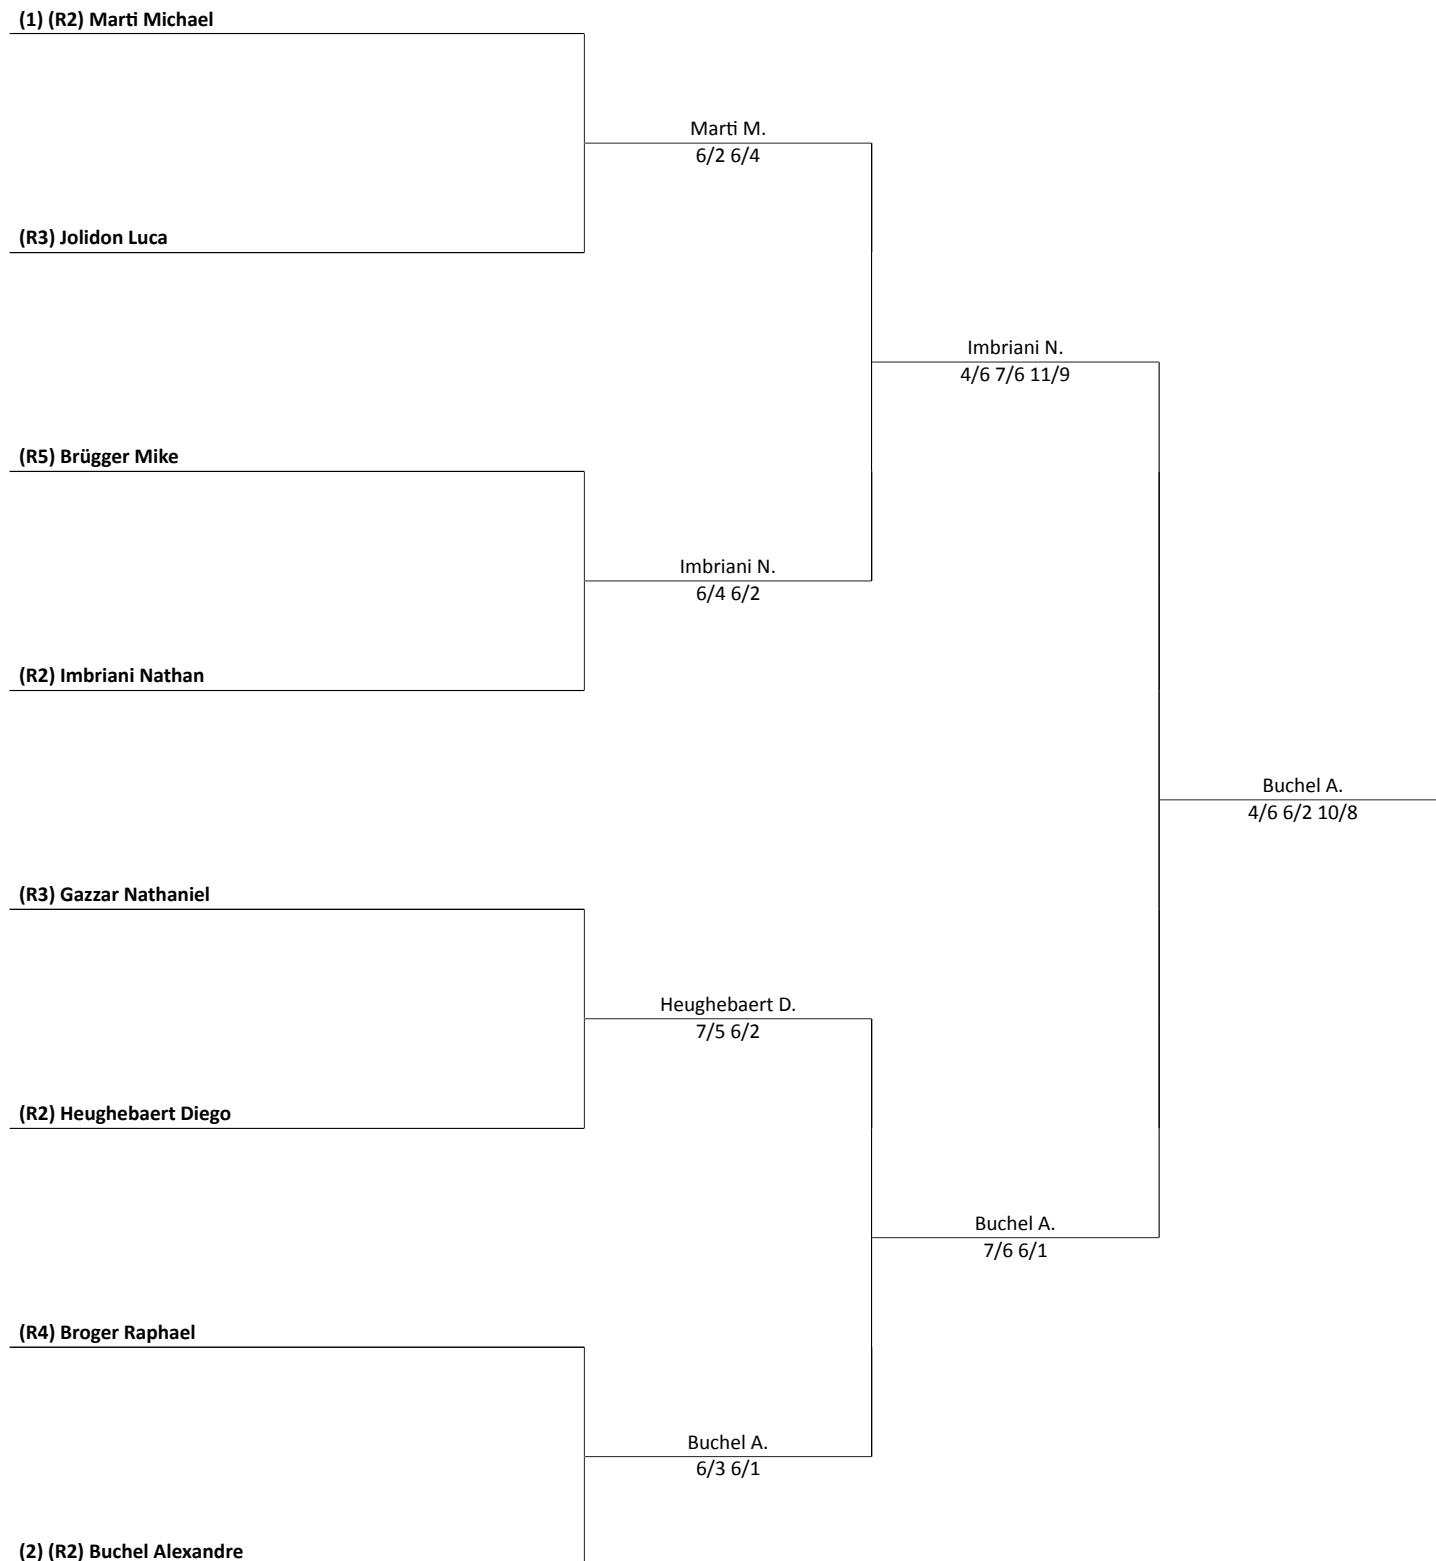 (1) (R2) Marti Michael
Marti M.
6/2 6/4
(R3) Jolidon Luca
Imbriani N.
4/6 7/6 11/9
(R5) Brügger Mike
Imbriani N.
6/4 6/2
(R2) Imbriani Nathan
Buchel A.
4/6 6/2 10/8
(R3) Gazzar Nathaniel
Heughebaert D.
7/5 6/2
(R2) Heughebaert Diego
Buchel A.
7/6 6/1
(R4) Broger Raphael
Buchel A.
6/3 6/1
(2) (R2) Buchel Alexandre